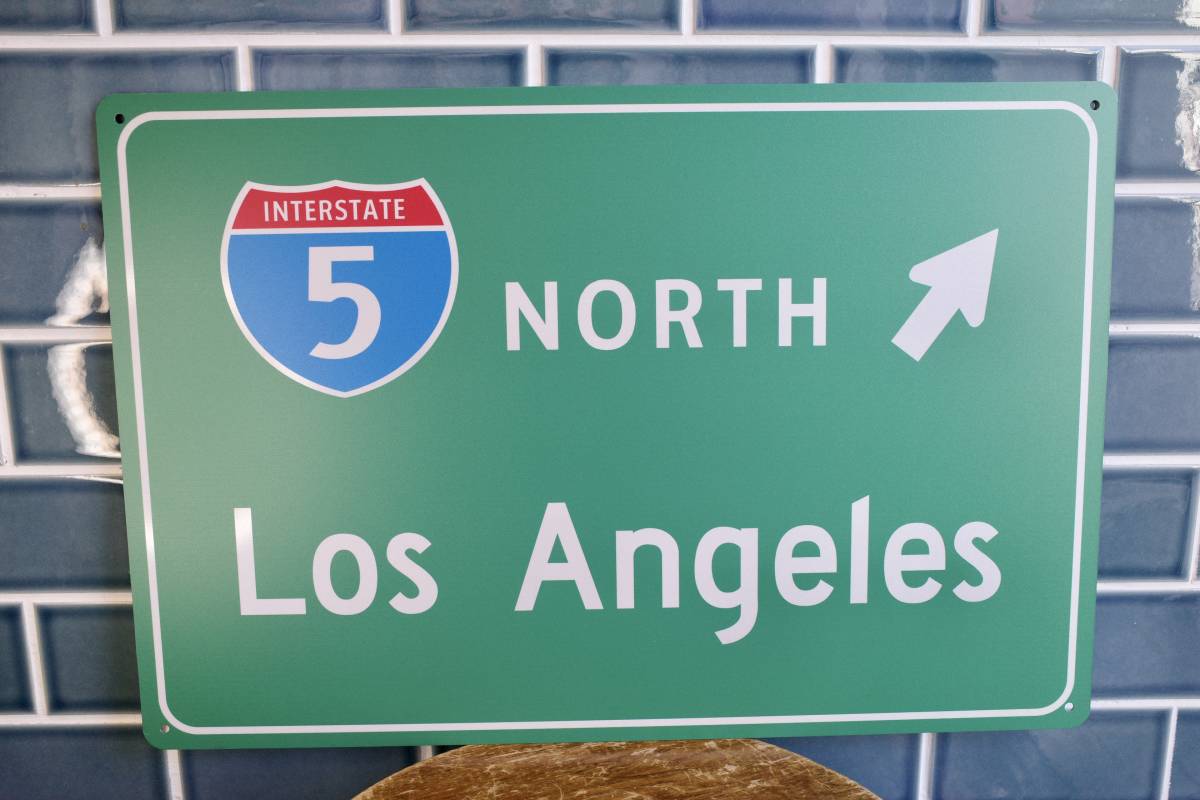 INTERSTATE
5 NORTH
Los Angeles